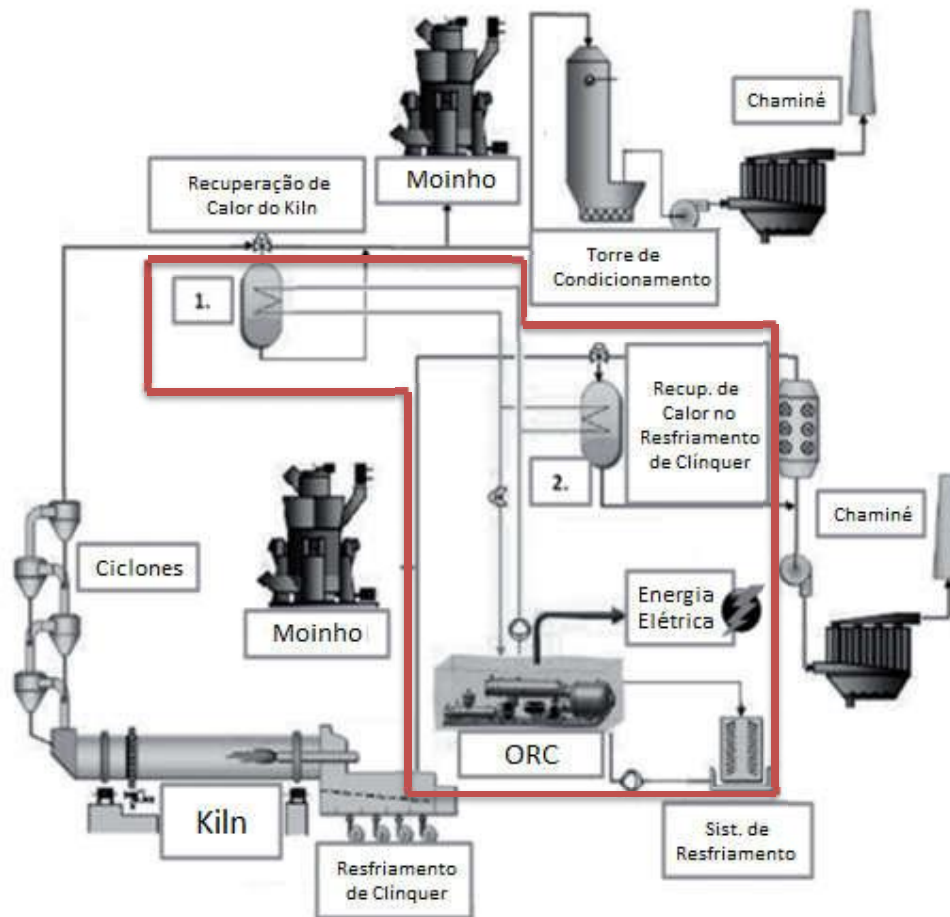 Chaminé
Moinho
Recuperação de
Calor do Kiln
Torre de
Condicionamento
1.
Recup. de
Calor no
Resfriamento
de Clínquer
2.
Chaminé
Ciclones
Moinho
Energia
Elétrica
ORC
Kiln
Sist. de
Resfriamento
Resfriamento
de Clinquer